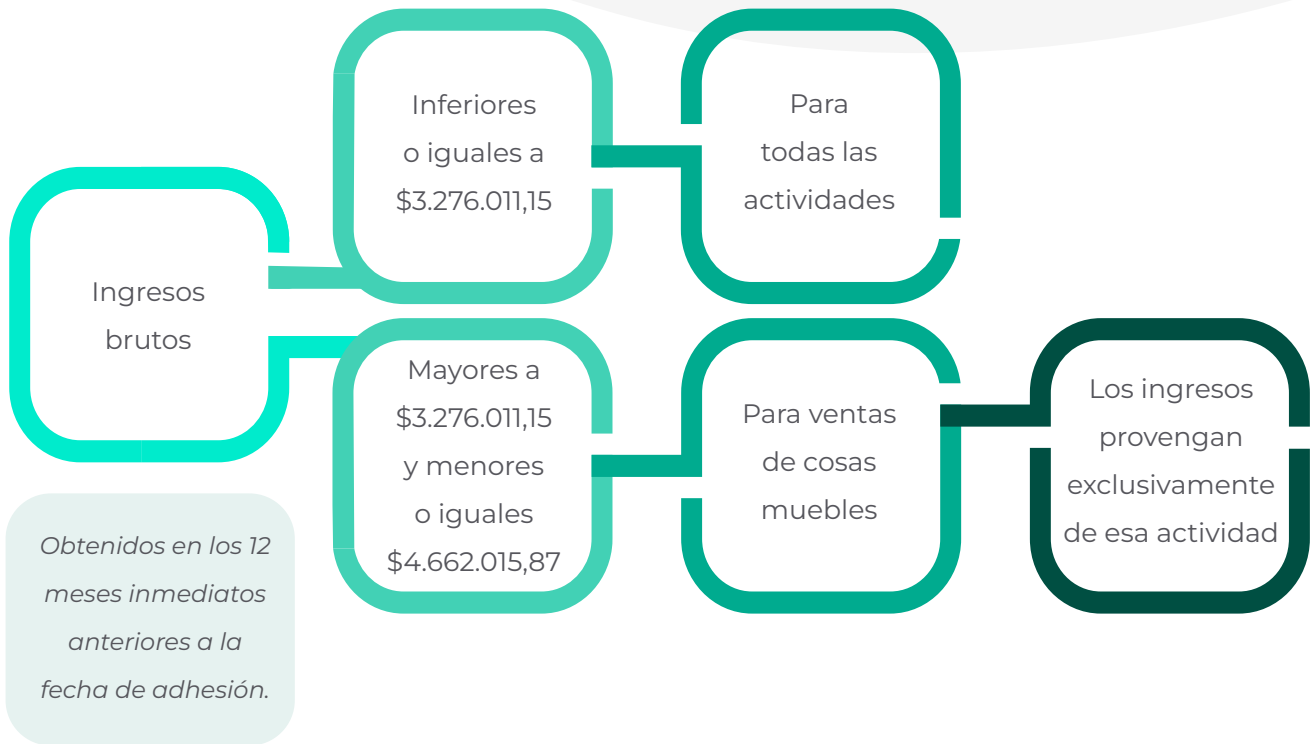 Ingresos
brutos
Obtenidos en los 12
meses inmediatos
anteriores a la
fecha de adhesión.
Inferiores
o iguales a
$3.276.011,15
Para
todas las
actividades
Mayores a
$3.276.011,15
y menores
o iguales
$4.662.015,87
Para ventas
de cosas
muebles
Los ingresos
provengan
exclusivamente
de esa actividad